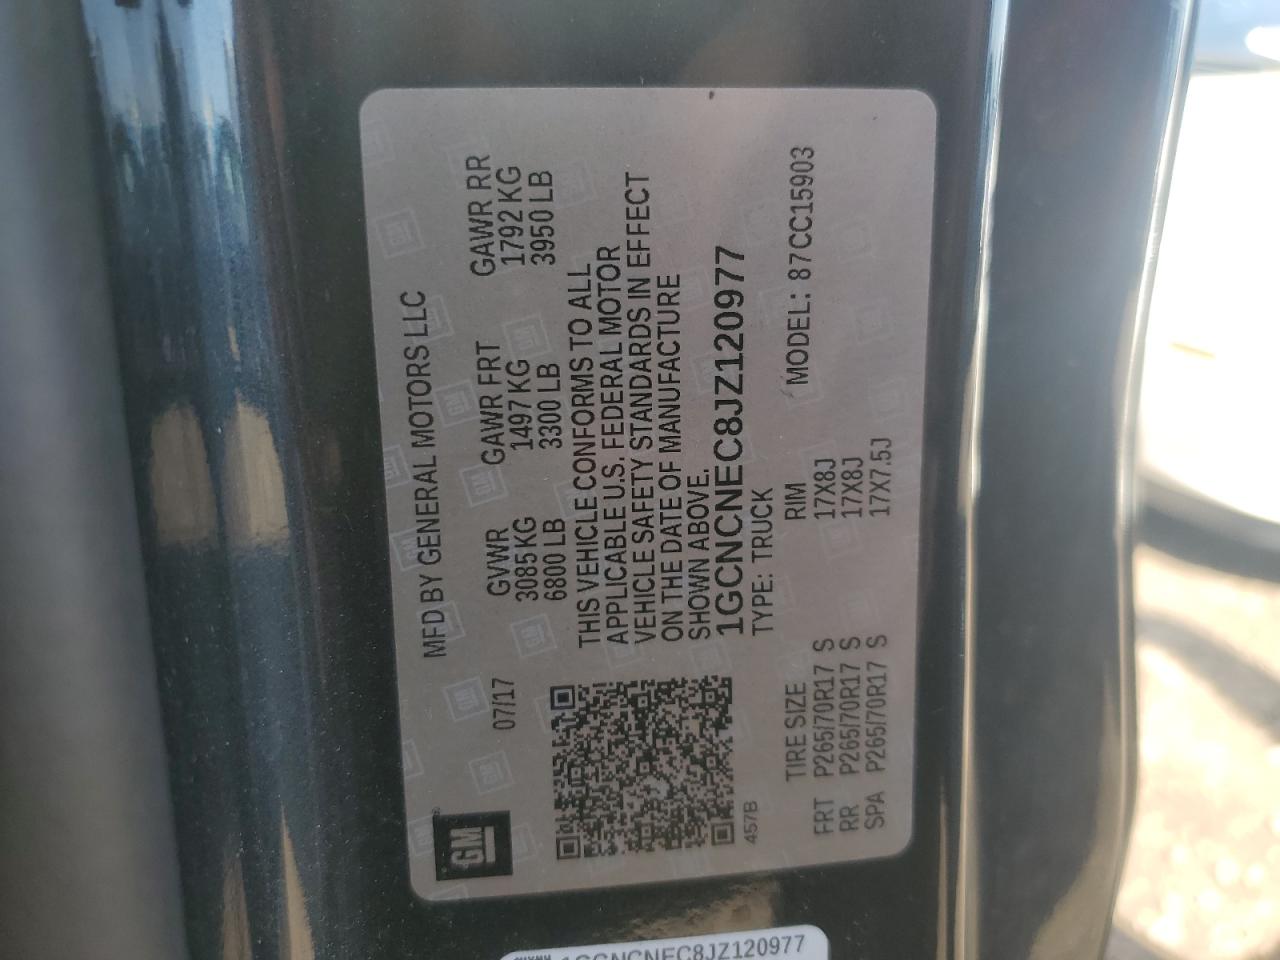 GM
07/17
MFD BY GENERAL MOTORS LLC
GVWR GAWR FRT GAWR RR
3085 KG 1497 KG 1792 KG
6800 LB 3300 LB 3950 LB
THIS VEHICLE CONFORMS TO ALL
APPLICABLE U.S. FEDERAL MOTOR
VEHICLE SAFETY STANDARDS IN EFFECT
ON THE DATE OF MANUFACTURE
SHOWN ABOVE.
1GCNCNEC8JZ120977
457B
TYPE: TRUCK
TIRE SIZE RIM MODEL: 87 CC15903
FRT P265/70R17 S 17X8J
RR P265/70R17 S 17X8J
SPA P265/70R17 S 17X7.5J
1GCNCNEC8JZ120977